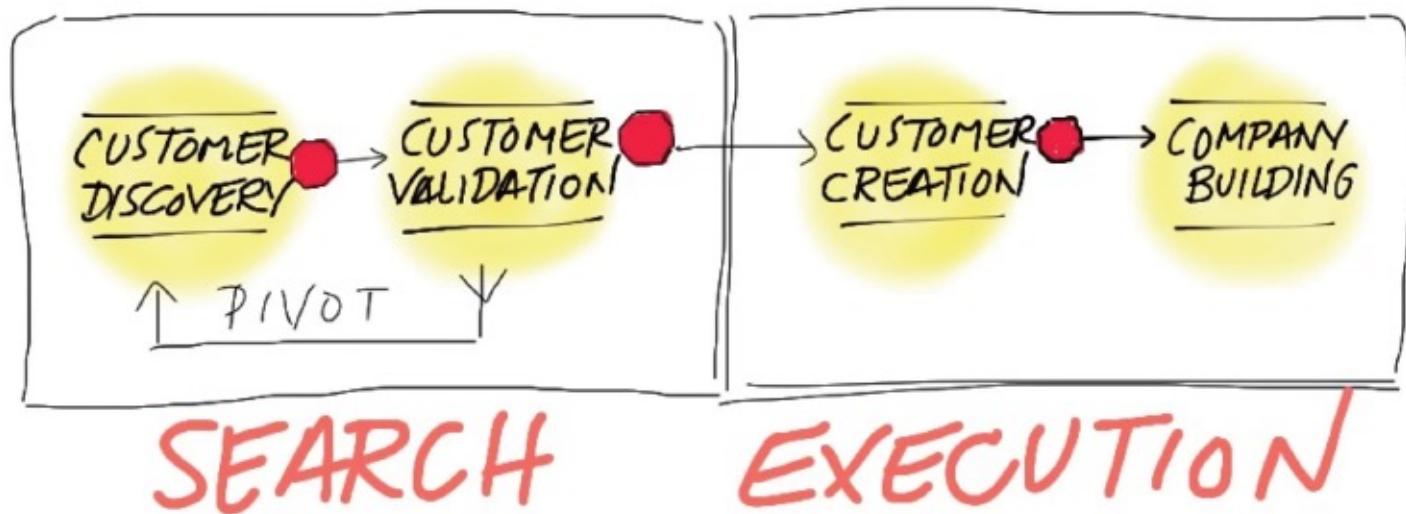 CUSTOMER
DISCOVERY
CUSTOMER
VALIDATION
CUSTOMER
CREATION
COMPANY
BUILDING
PIVOT
SEARCH
EXECUTION